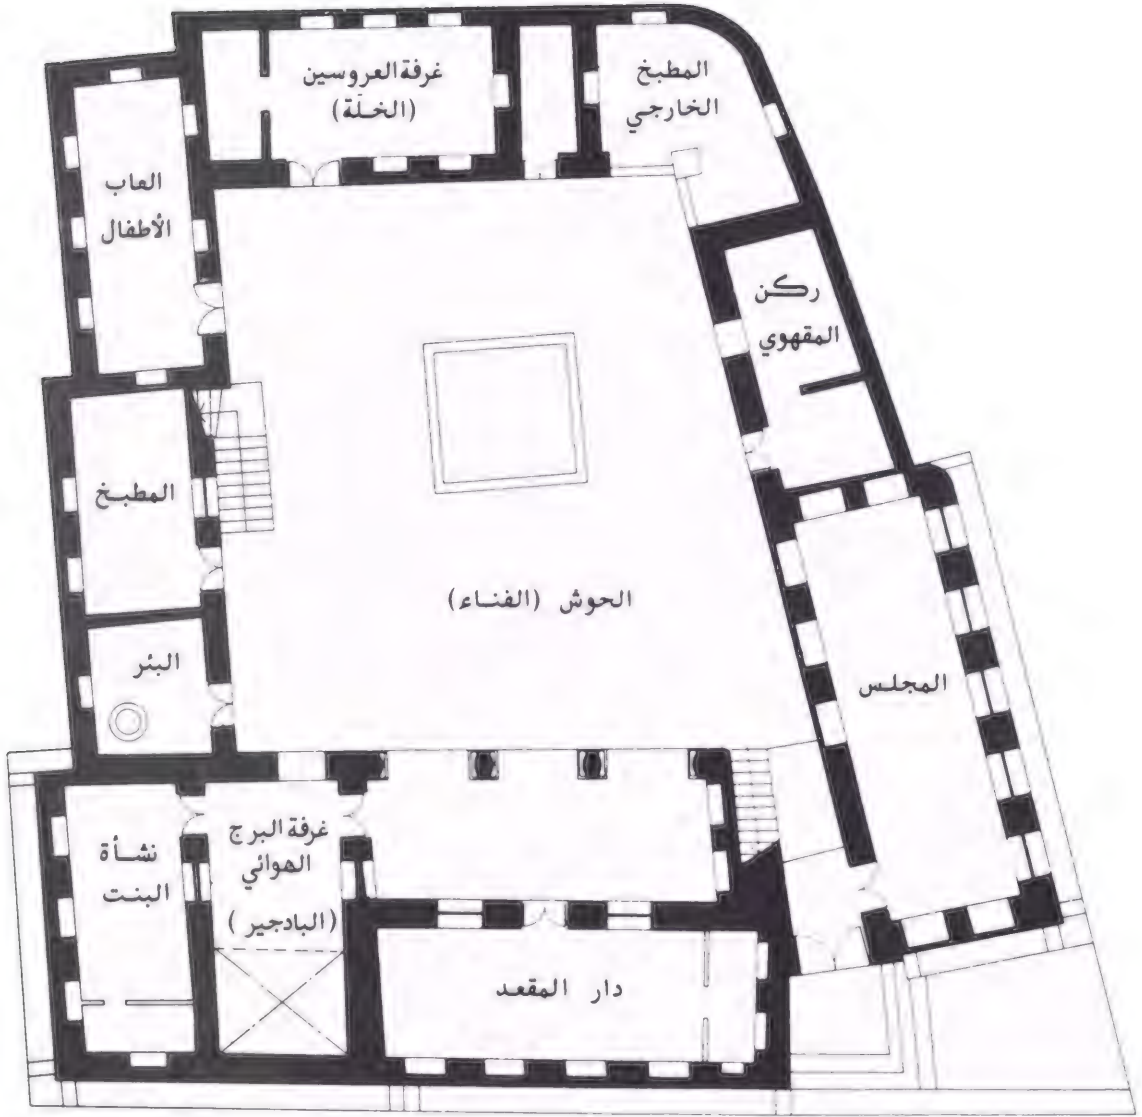 غرفة العروسين
(الخلّة)
المطبخ
الخارجي
العاب
الأطفال
ركن
المقهوي
المطبخ
الحوش (الفناء)
البئر
المجلس
نشأة
البنت
غرفة البرج
الهوائي
(البادجير)
دار المقعد